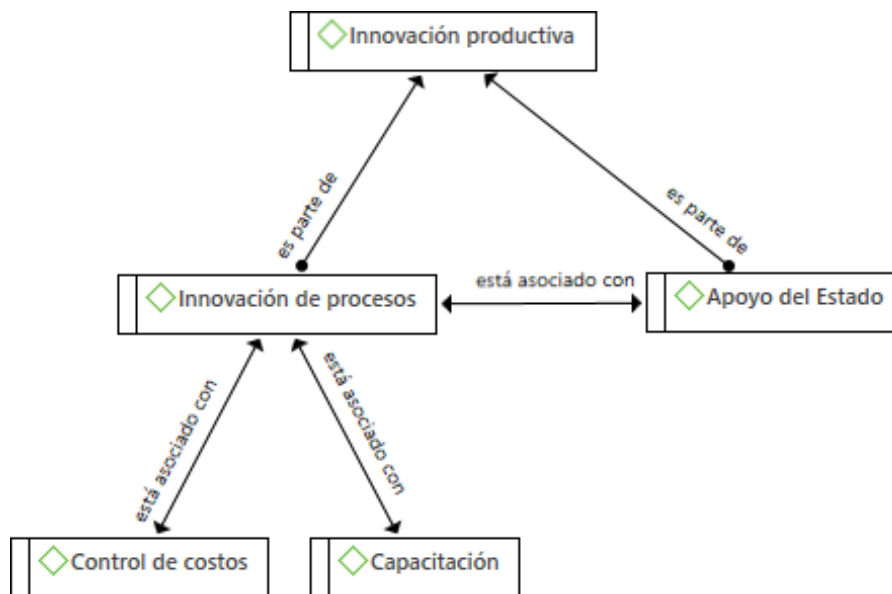 Innovación productiva
es parte de
es parte de
Innovación de procesos
está asociado con
Apoyo del Estado
está asociado con
está asociado con
Control de costos
Capacitación